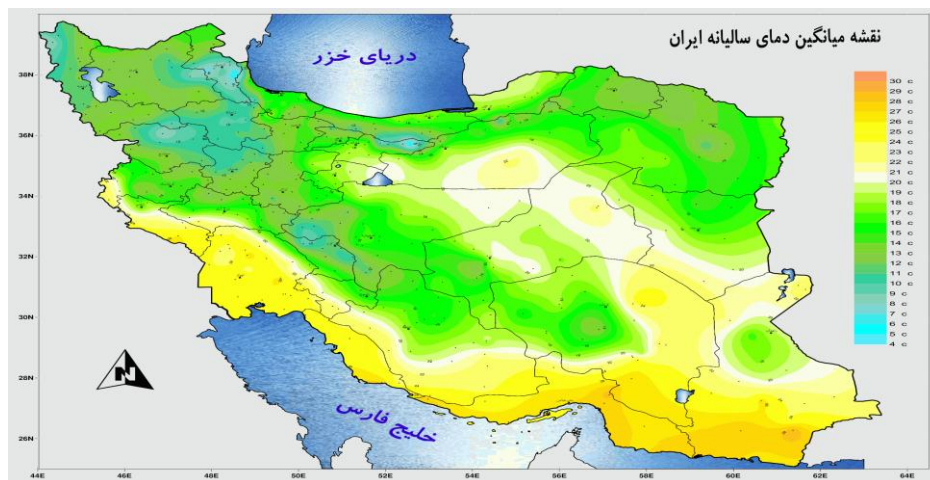 نقشه میانگین دمای سالیانه ایران
دریای خزر
خلیج فارس
N
30 c
29 c
28 c
27 c
26 c
25 c
24 c
23 c
22 c
21 c
20 c
19 c
18 c
17 c
16 c
15 c
14 c
13 c
12 c
11 c
10 c
9 c
8 c
7 c
6 c
5 c
4 c
38N
36N
34N
32N
30N
28N
26N
44E 46E 48E 50E 52E 54E 56E 58E 60E 62E 64E